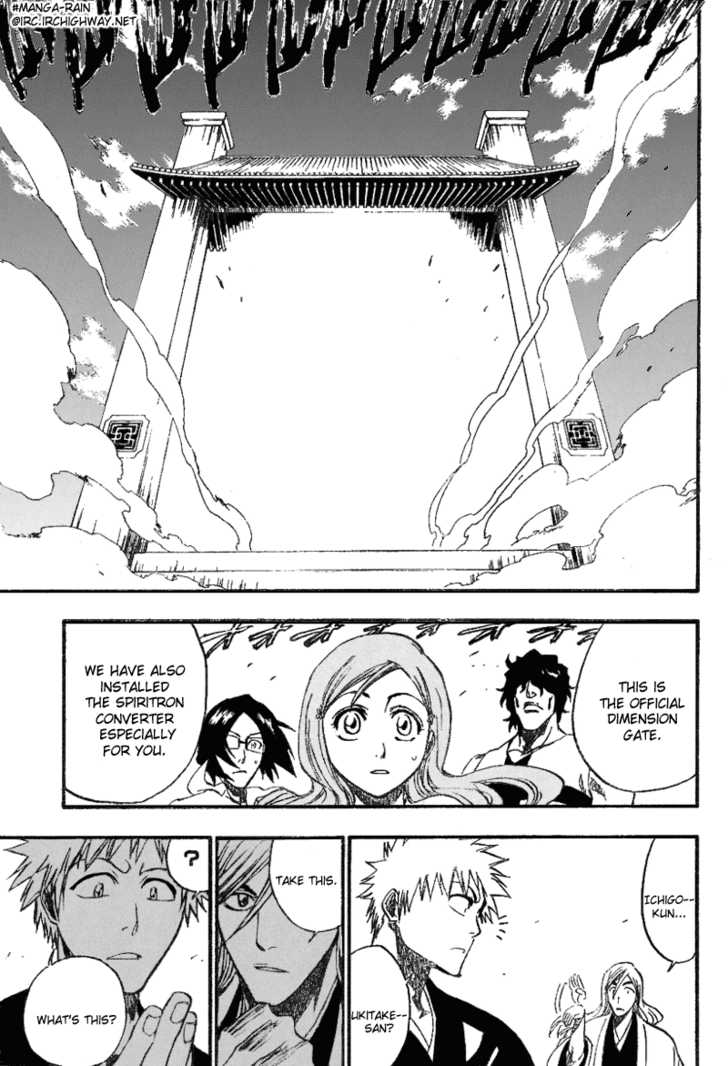 #MANGA-RAIN
@IRC.IRCHIGHWAY.NET
THIS IS
THE OFFICIAL
DIMENSION
GATE.
WE HAVE ALSO
INSTALLED
THE SPIRITRON
CONVERTER
ESPECIALLY
FOR YOU.
ICHIGO--
KUN...
UKITAKE--
SAN?
TAKE THIS.
?
WHAT'S THIS?